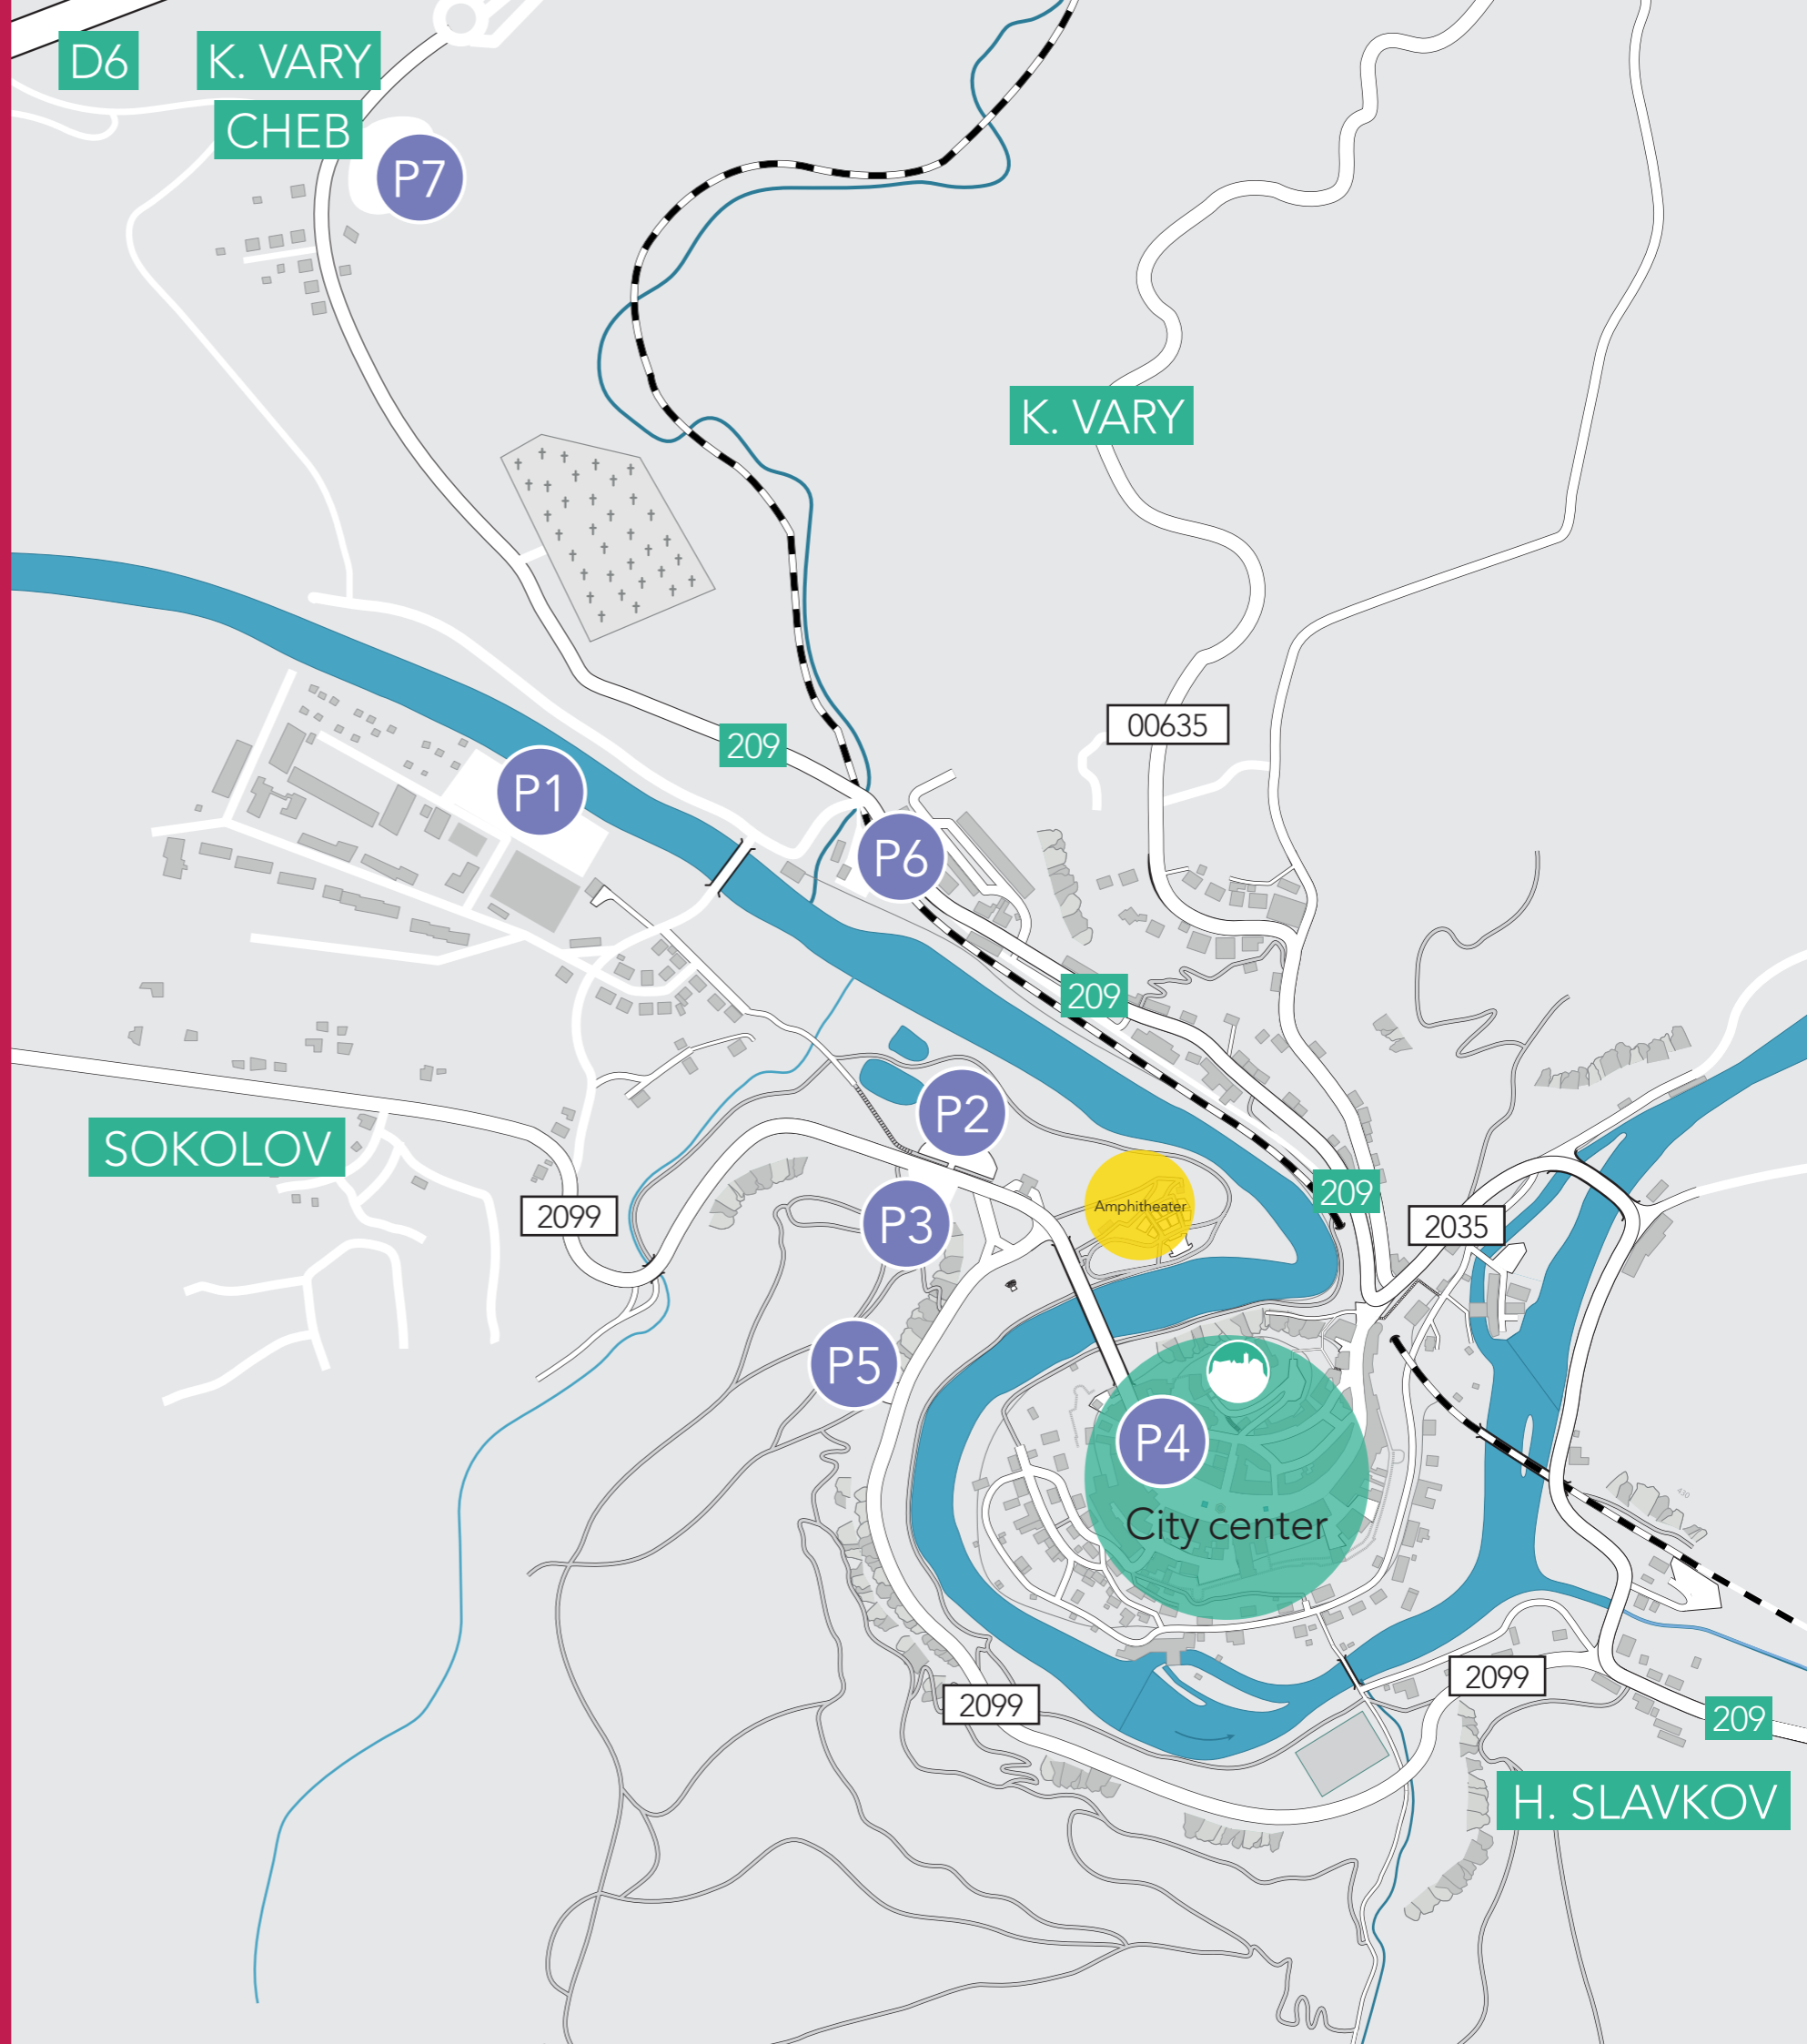 D6
K. VARY
CHEB
P7
K. VARY
00635
209
P1
P6
209
P2
SOKOLOV
209
Amphitheater
2099
P3
2035
P5
P4
430
City center
2099
2099
209
H. SLAVKOV